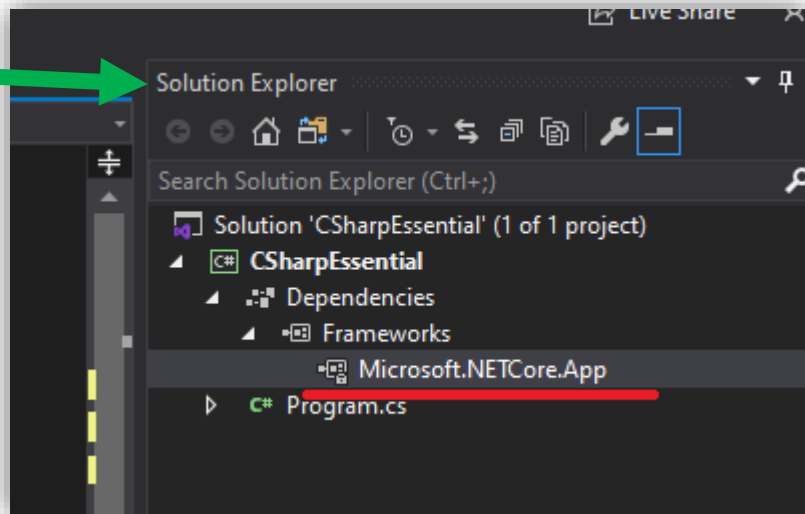 Live Share
Solution Explorer
Search Solution Explorer (Ctrl+;)
Solution 'CSharpEssential' (1 of 1 project)
C# CSharpEssential
Dependencies
Frameworks
Microsoft.NETCore.App
C# Program.cs